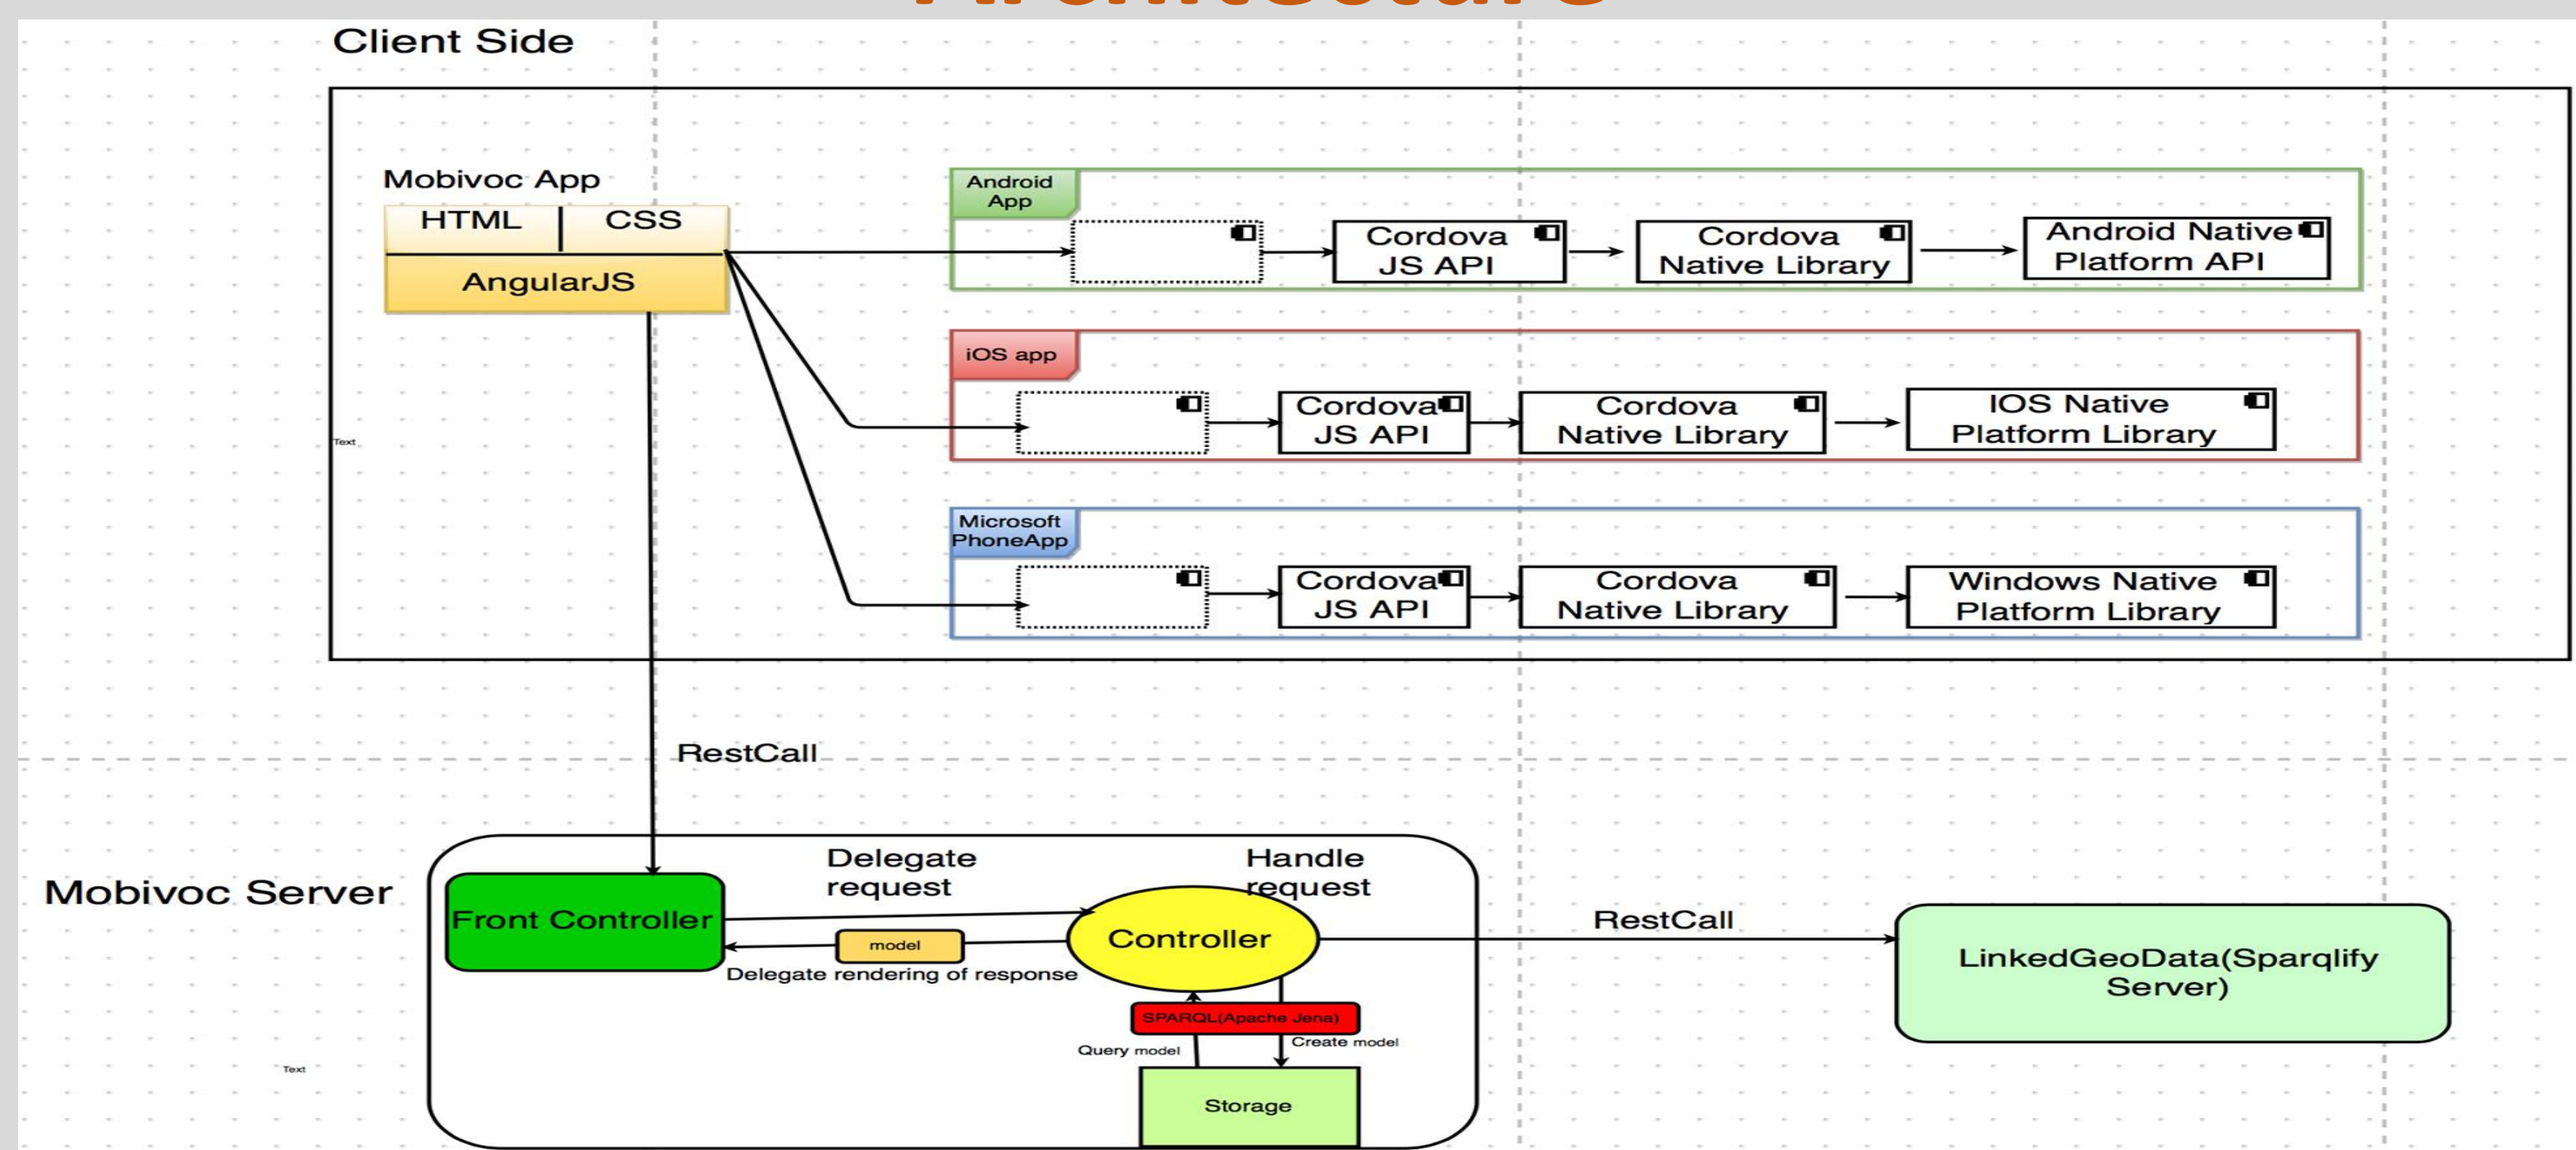 Architecture
Client Side
Mobivoc App
HTML
CSS
AngularJS
Android
App
Cordova
JS API
Cordova
Native Library
Android Native
Platform API
iOS app
Cordova
JS API
Cordova
Native Library
IOS Native
Platform Library
Text
Microsoft
PhoneApp
Cordova
JS API
Cordova
Native Library
Windows Native
Platform Library
RestCall
Mobivoc Server
Front Controller
Delegate
request
Handle
request
Controller
model
Delegate rendering of response
SPARQL(Apache Jena)
Query model
Create model
Storage
RestCall
LinkedGeoData(Sparqlify
Server)
Text